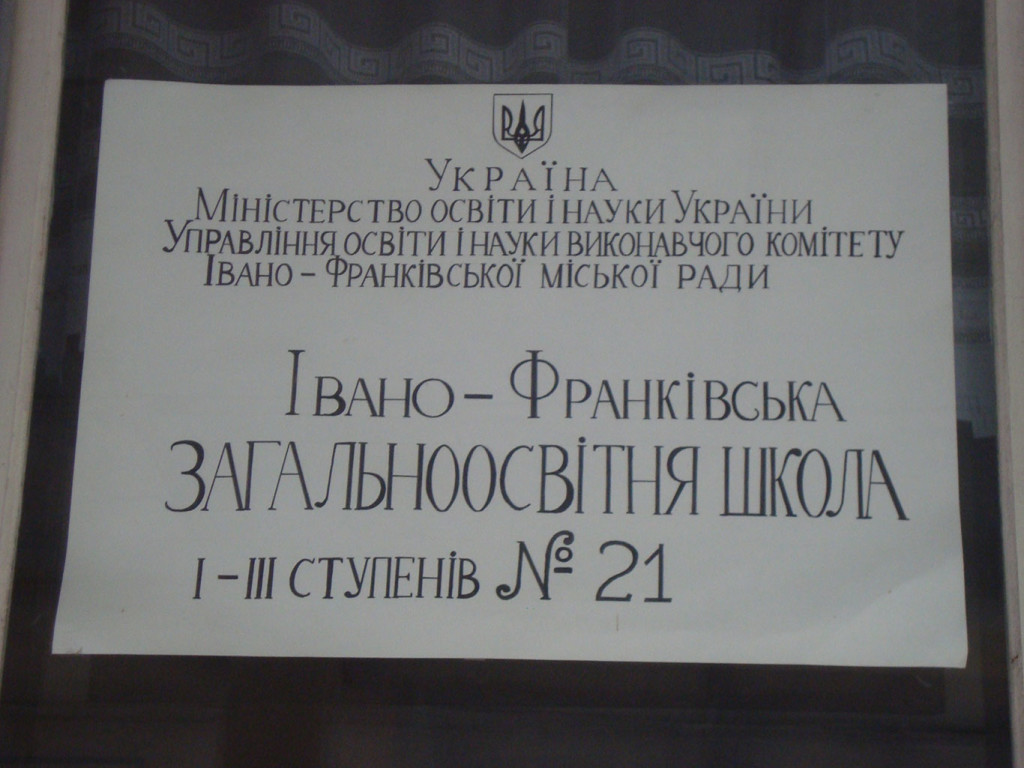 Україна
Міністерство освіти і науки України
Управління освіти і науки виконавчого комітету
Івано – Франківської міської ради
Івано – Франківська
загальноосвітня школа
I – III ступенів № 21